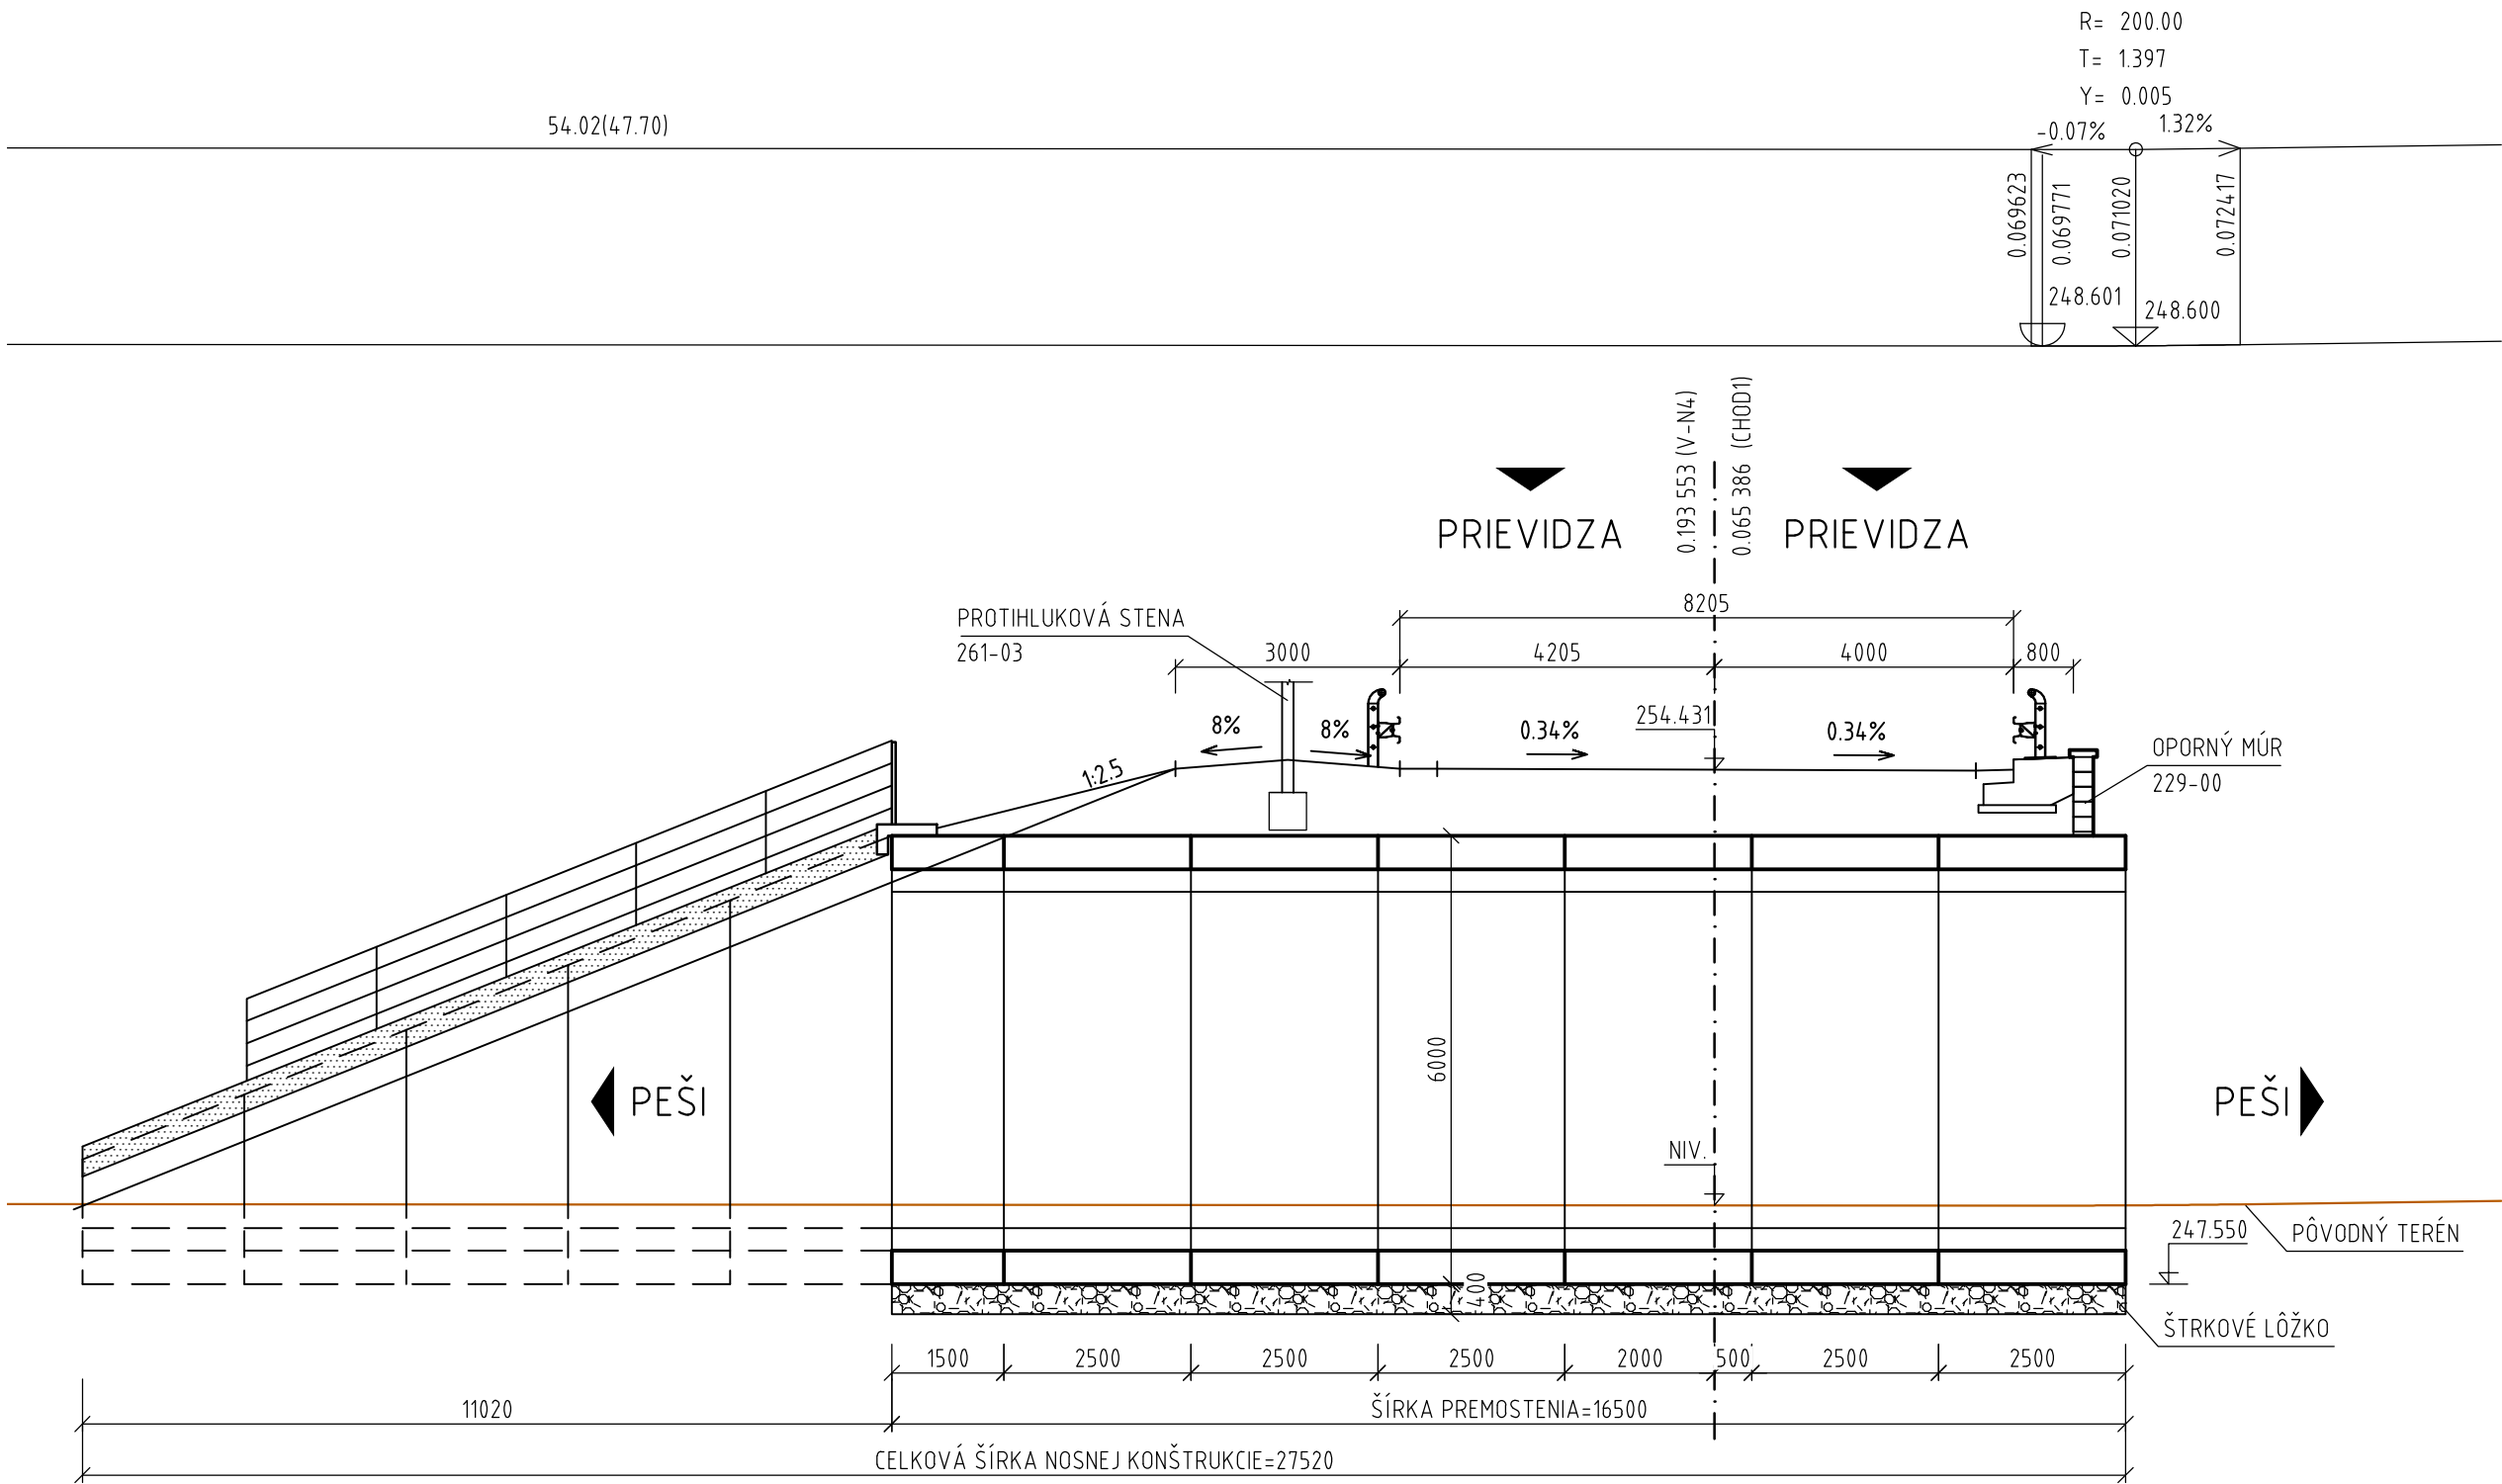 R= 200.00
T= 1.397
Y= 0.005
54.02(47.70)
-0.07%
1.32%
0.069623
0.069771
0.071020
0.072417
248.601
248.600
0.193 553 (V-N4)
0.065 386 (CHOD1)
PRIEVIDZA
PRIEVIDZA
8205
PROTIHLUKOVÁ STENA
261-03
3000
4205
4000
800
8%
8%
254.431
0.34%
0.34%
1:2.5
OPORNÝ MÚR
229-00
6000
PEŠI
PEŠI
NIV.
247.550
PÔVODNÝ TERÉN
400
ŠTRKOVÉ LÔŽKO
1500
2500
2500
2500
2000
500
2500
2500
11020
ŠÍRKA PREMOSTENIA=16500
CELKOVÁ ŠÍRKA NOSNEJ KONŠTRUKCIE=27520